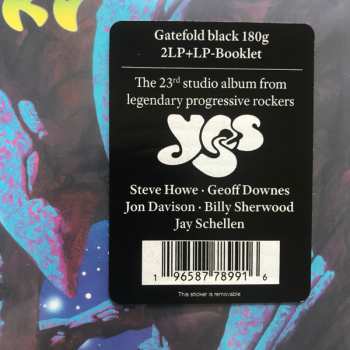 Gatefold black 180g
2LP+LP-Booklet
The 23rd studio album from
legendary progressive rockers
yes
Steve Howe · Geoff Downes
Jon Davison · Billy Sherwood
Jay Schellen
1 96587 78991 6
This sticker is removable